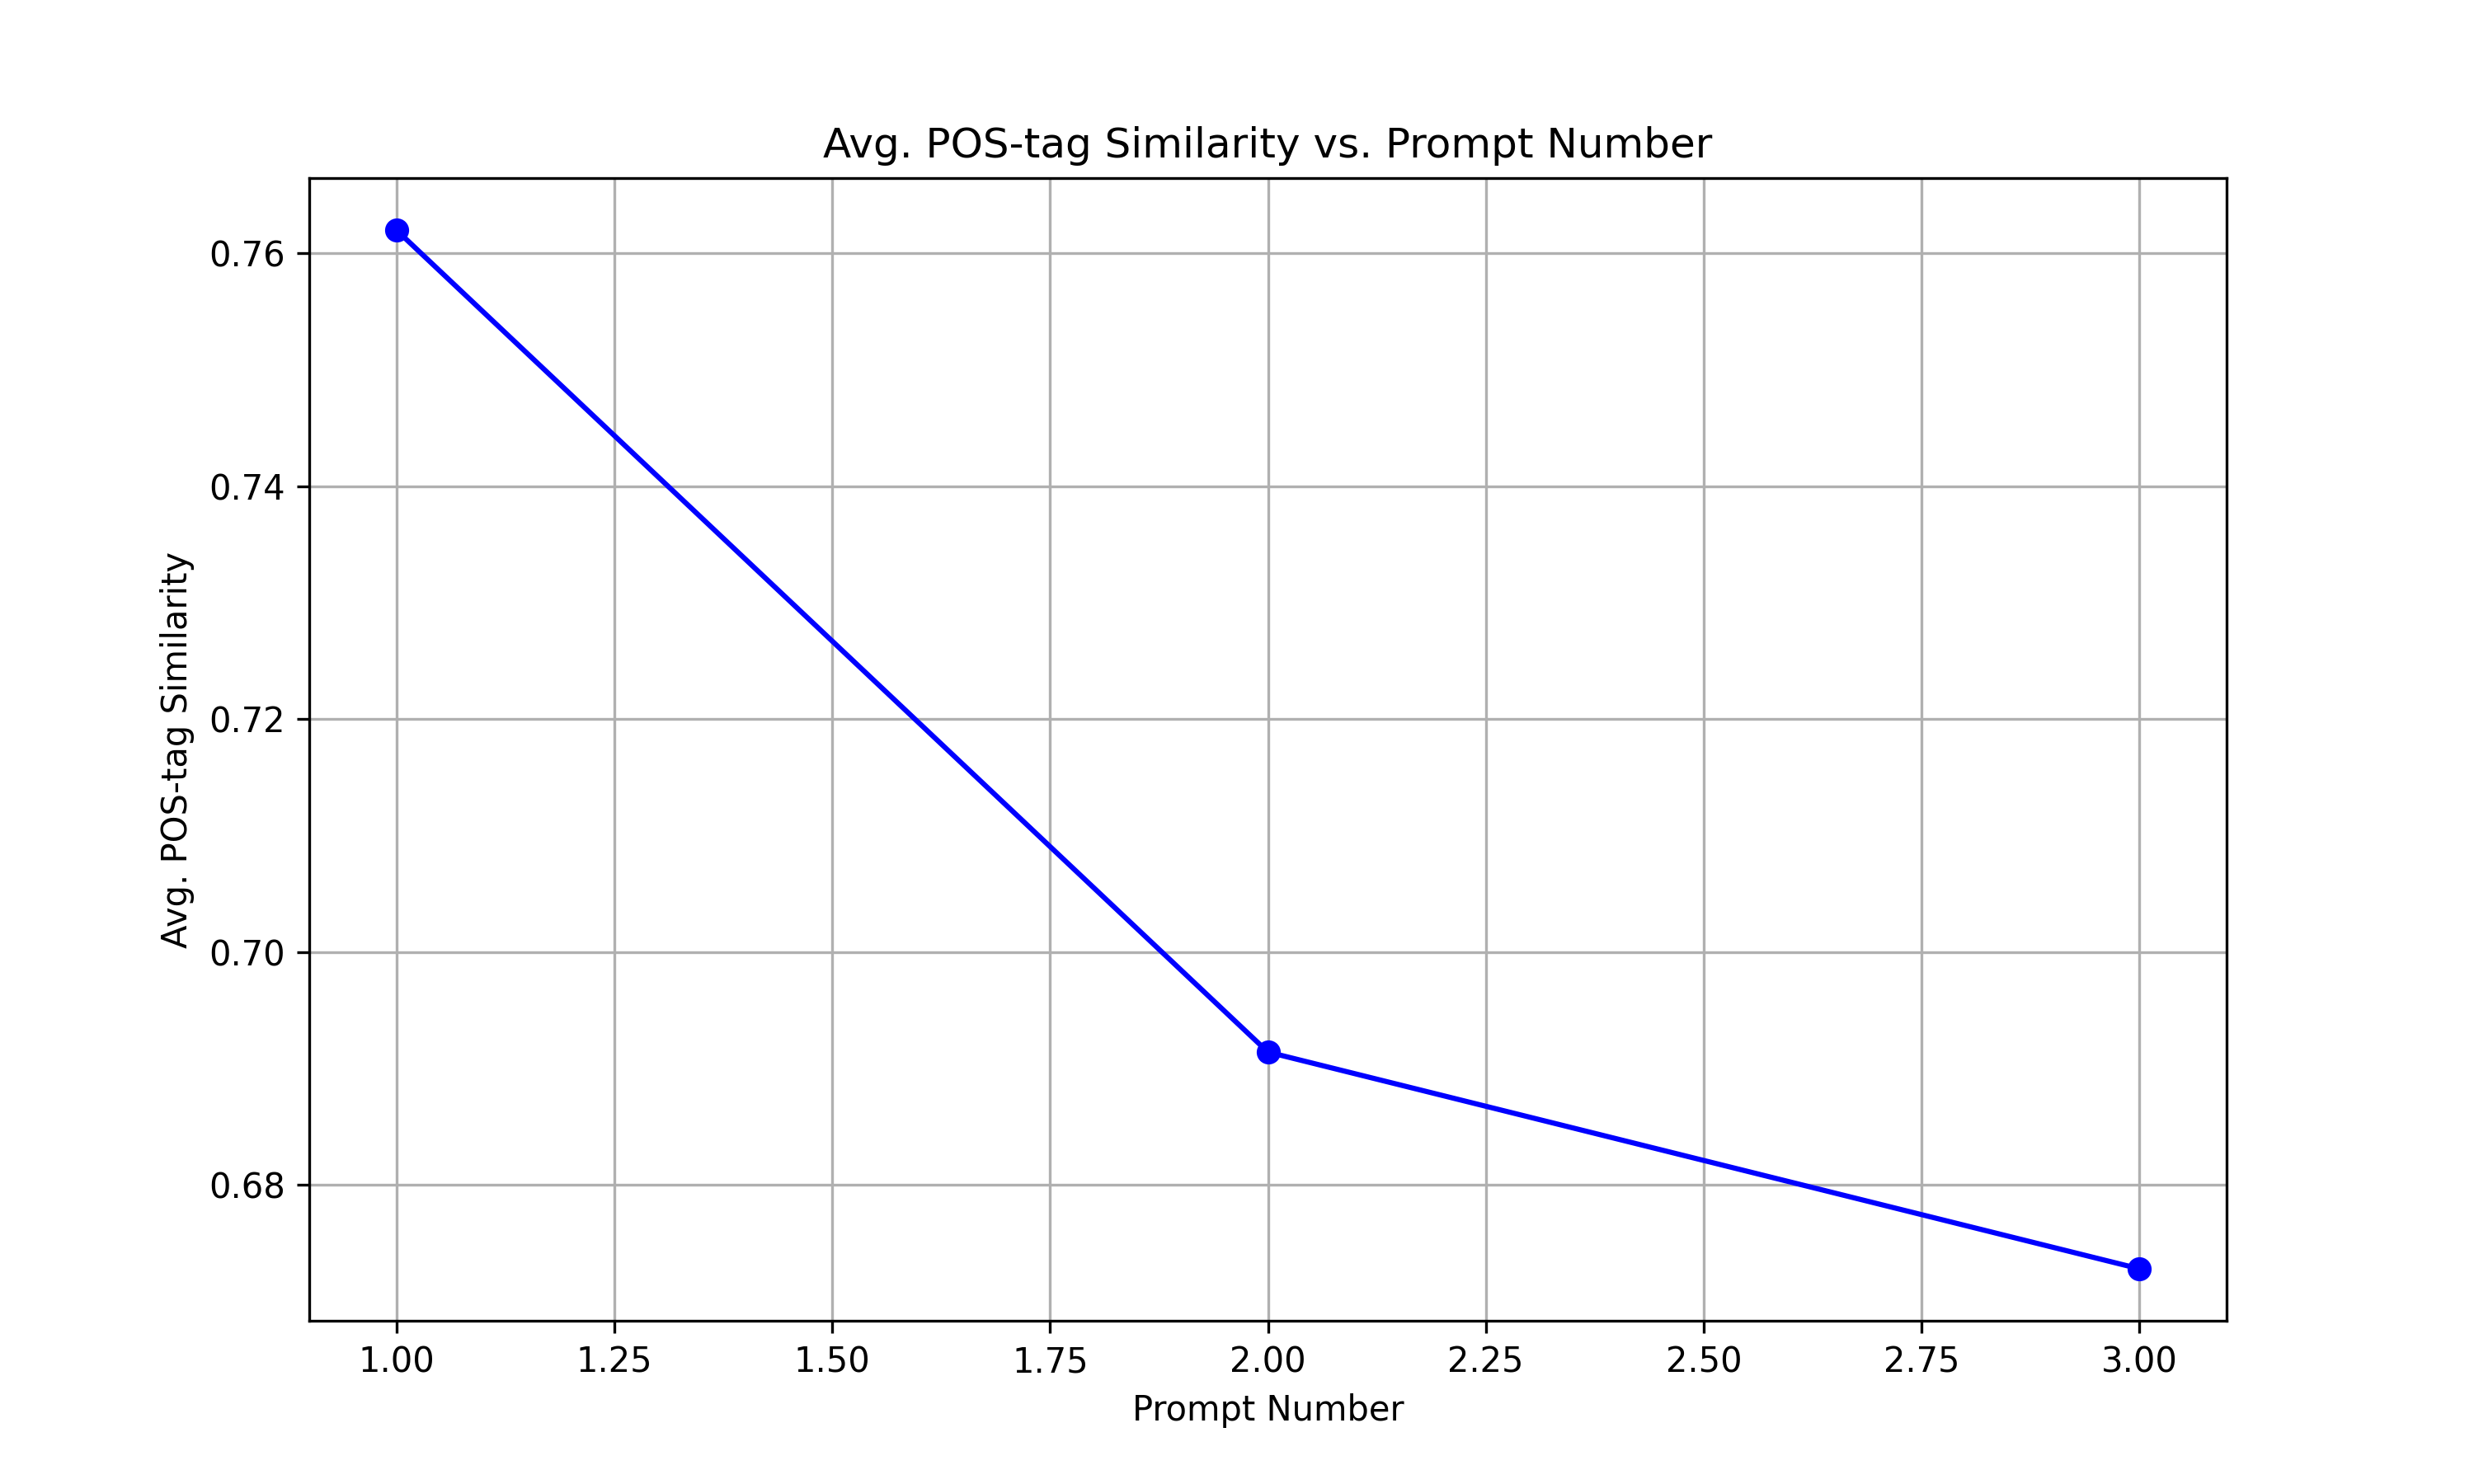 Avg. POS-tag Similarity vs. Prompt Number
Avg. POS-tag Similarity
0.76
0.74
0.72
0.70
0.68
1.00 1.25 1.50 1.75 2.00 2.25 2.50 2.75 3.00
Prompt Number